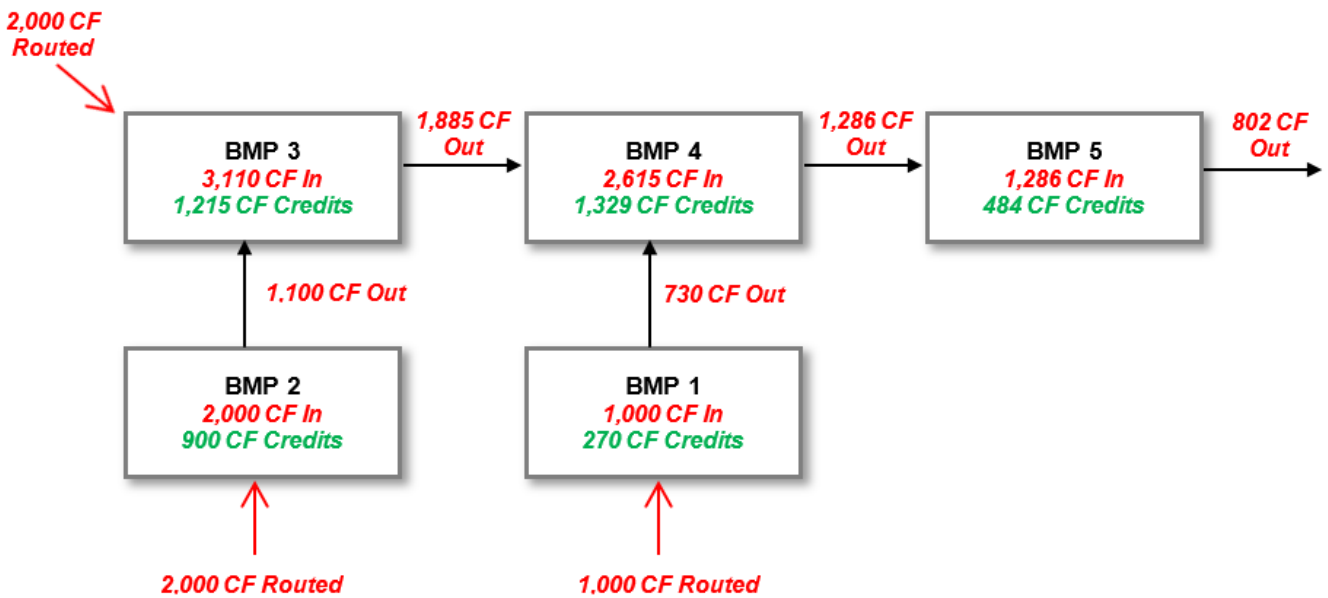 2,000 CF
Routed
BMP 3
3,110 CF In
1,215 CF Credits
1,885 CF
Out
BMP 4
2,615 CF In
1,329 CF Credits
1,286 CF
Out
BMP 5
1,286 CF In
484 CF Credits
802 CF
Out
1,100 CF Out
730 CF Out
BMP 2
2,000 CF In
900 CF Credits
BMP 1
1,000 CF In
270 CF Credits
2,000 CF Routed
1,000 CF Routed